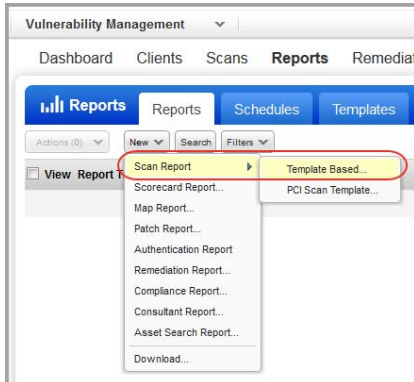 Vulnerability Management
Dashboard Clients Scans Reports
Reports Reports Schedules Templates
Actions (0) New Search Filters
View Report
Scan Report Template Based...
Scorecard Report... PCI Scan Template...
Map Report...
Patch Report...
Authentication Report
Remediation Report...
Compliance Report...
Consultant Report...
Asset Search Report...
Download...